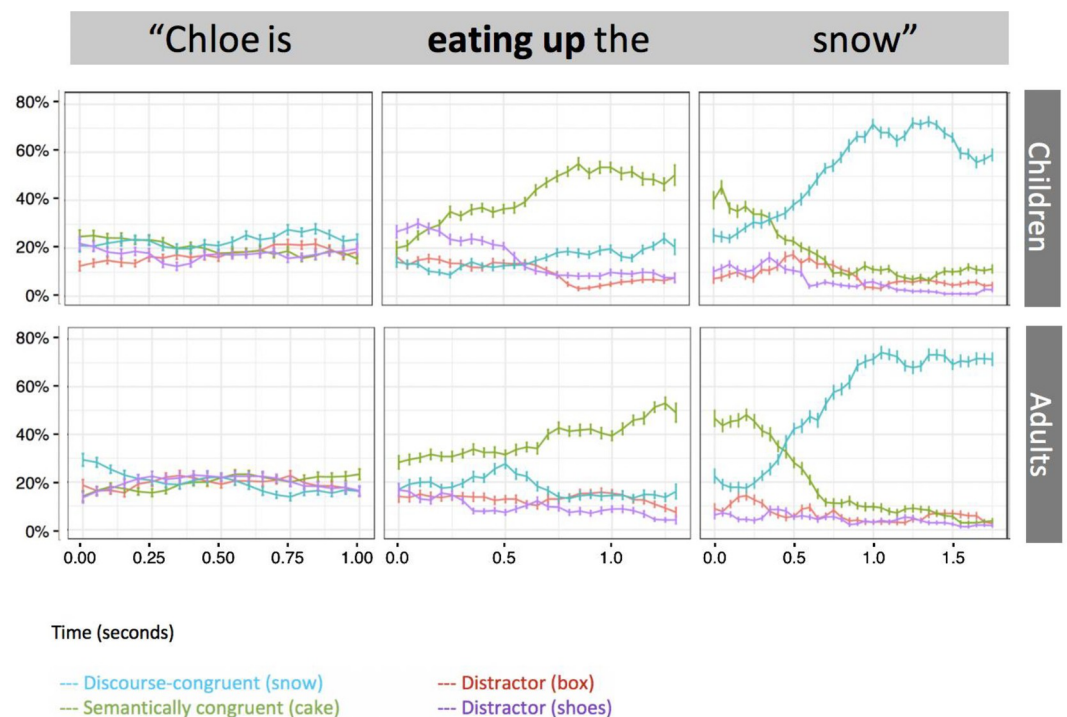 “Chloe is eating up the snow”
80%
60%
40%
20%
0%
Children
80%
60%
40%
20%
0%
Adults
0.00 0.25 0.50 0.75 1.00 0.0 0.5 1.0 0.0 0.5 1.0 1.5
Time (seconds)
--- Discourse-congruent (snow) --- Distractor (box)
--- Semantically congruent (cake) --- Distractor (shoes)